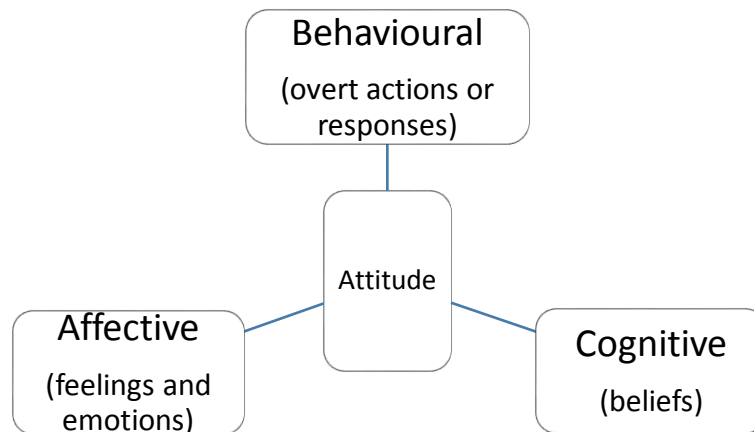 Behavioural
(overt actions or
responses)
Attitude
Affective
(feelings and
emotions)
Cognitive
(beliefs)